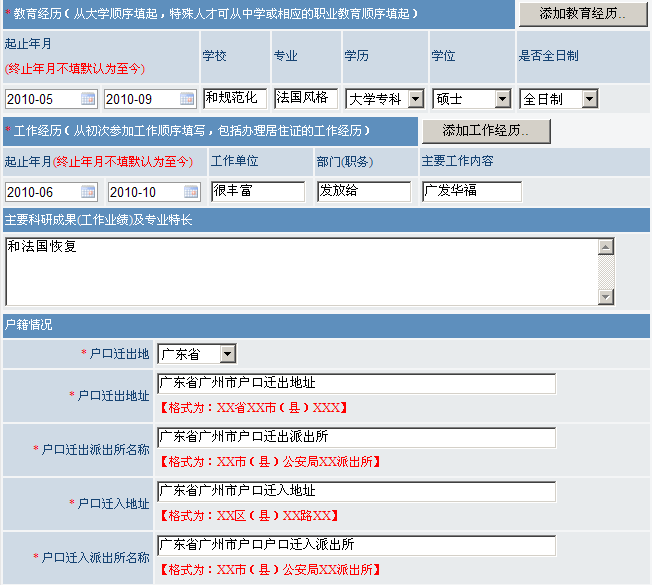 * 教育经历（从大学顺序填起，特殊人才可从中学或相应的职业教育顺序填起） 添加教育经历..
起止年月
(终止年月不填默认为至今) 学校 专业 学历 学位 是否全日制
2010-05 2010-09 和规范化 法国风格 大学专科 硕士 全日制
* 工作经历（从初次参加工作顺序填写，包括办理居住证的工作经历） 添加工作经历..
起止年月(终止年月不填默认为至今) 工作单位 部门(职务) 主要工作内容
2010-06 2010-10 很丰富 发放给 广发华福
主要科研成果(工作业绩)及专业特长
和法国恢复
户籍情况
* 户口迁出地 广东省
* 户口迁出地址 广东省广州市户口迁出地址
【格式为：XX省XX市（县）XXX】
* 户口迁出派出所名称 广东省广州市户口迁出派出所
【格式为：XX市（县）公安局XX派出所】
* 户口迁入地址 广东省广州市户口迁入地址
【格式为：XX区（县）XX路XX】
* 户口迁入派出所名称 广东省广州市户口户口迁入派出所
【格式为：XX市（县）公安局XX派出所】